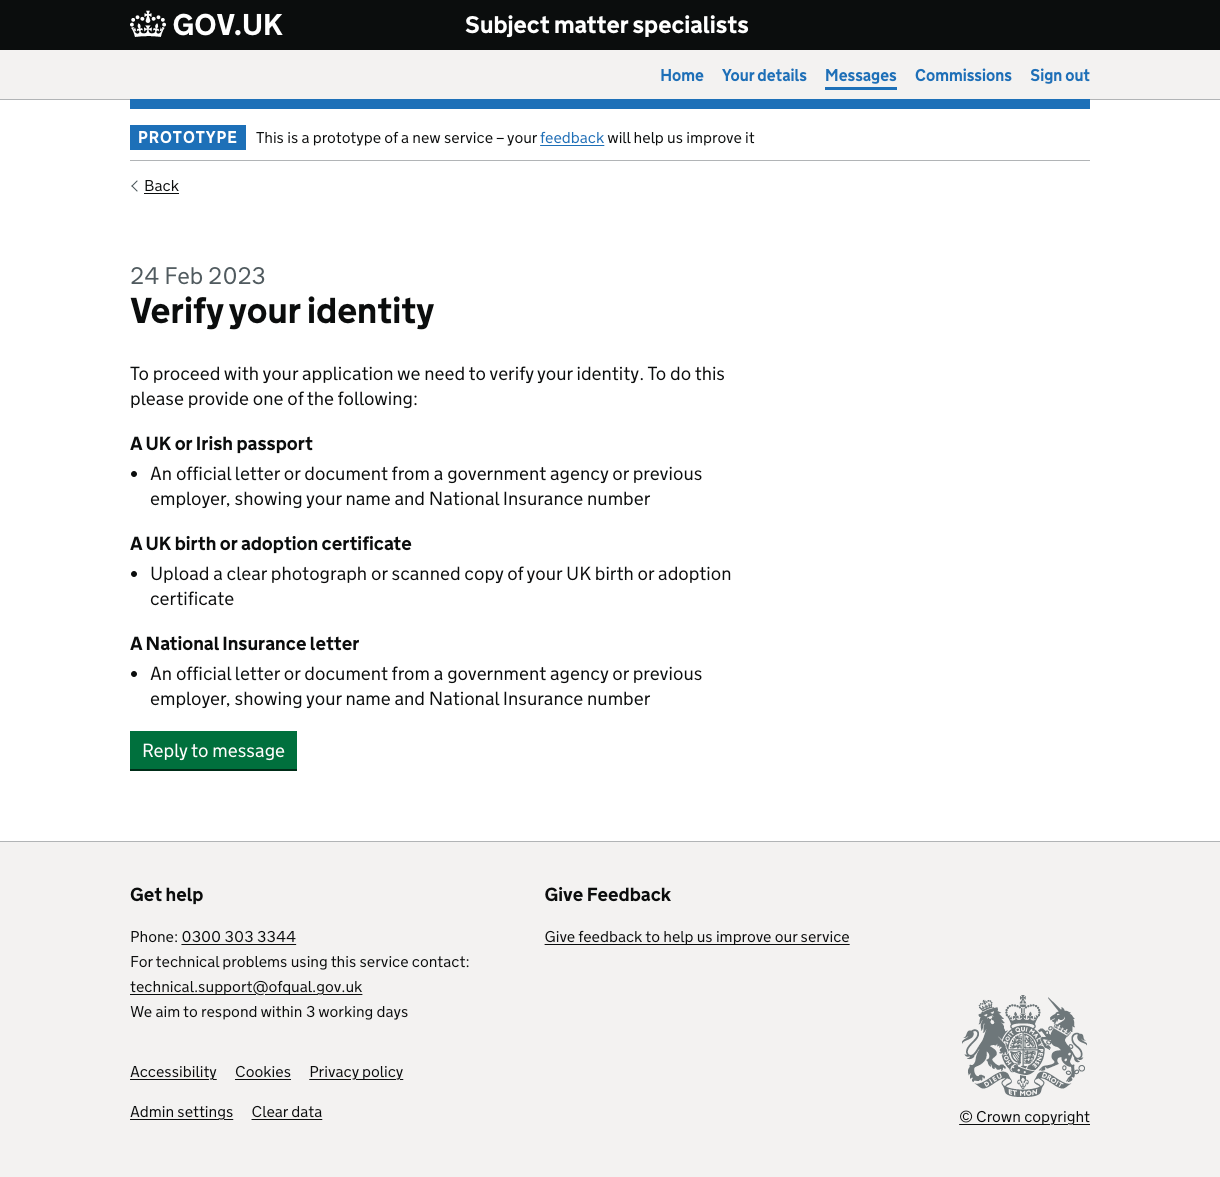 GOV.UK
Subject matter specialists
Home Your details Messages Commissions Sign out
PROTOTYPE This is a prototype of a new service – your feedback will help us improve it
Back
24 Feb 2023
Verify your identity
To proceed with your application we need to verify your identity. To do this
please provide one of the following:
A UK or Irish passport
• An official letter or document from a government agency or previous
employer, showing your name and National Insurance number
A UK birth or adoption certificate
• Upload a clear photograph or scanned copy of your UK birth or adoption
certificate
A National Insurance letter
• An official letter or document from a government agency or previous
employer, showing your name and National Insurance number
Reply to message
Get help
Phone: 0300 303 3344
For technical problems using this service contact:
technical.support@ofqual.gov.uk
We aim to respond within 3 working days
Give Feedback
Give feedback to help us improve our service
Accessibility Cookies Privacy policy
Admin settings Clear data
DIEU ET MON DROIT
© Crown copyright